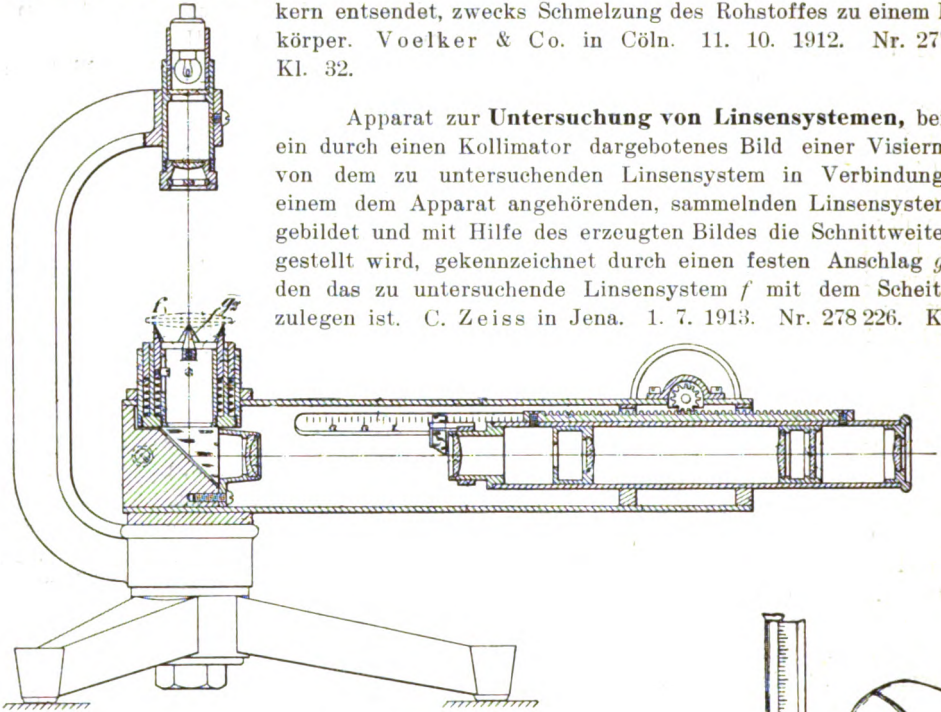 kern entsendet, zwecks Schmelzung des Rohstoffes zu einem
körper. Voelker & Co. in Cöln. 11. 10. 1912. Nr. 27
Kl. 32.
Apparat zur Untersuchung von Linsensystemen, be
ein durch einen Kollimator dargebotenes Bild einer Visier
von dem zu untersuchenden Linsensystem in Verbindung
einem dem Apparat angehörenden, sammelnden Linsensyste
gebildet und mit Hilfe des erzeugten Bildes die Schnittweite
gestellt wird, gekennzeichnet durch einen festen Anschlag g
den das zu untersuchende Linsensystem f mit dem Scheit
zulegen ist. C. Zeiss in Jena. 1. 7. 1913. Nr. 278 226. K
f